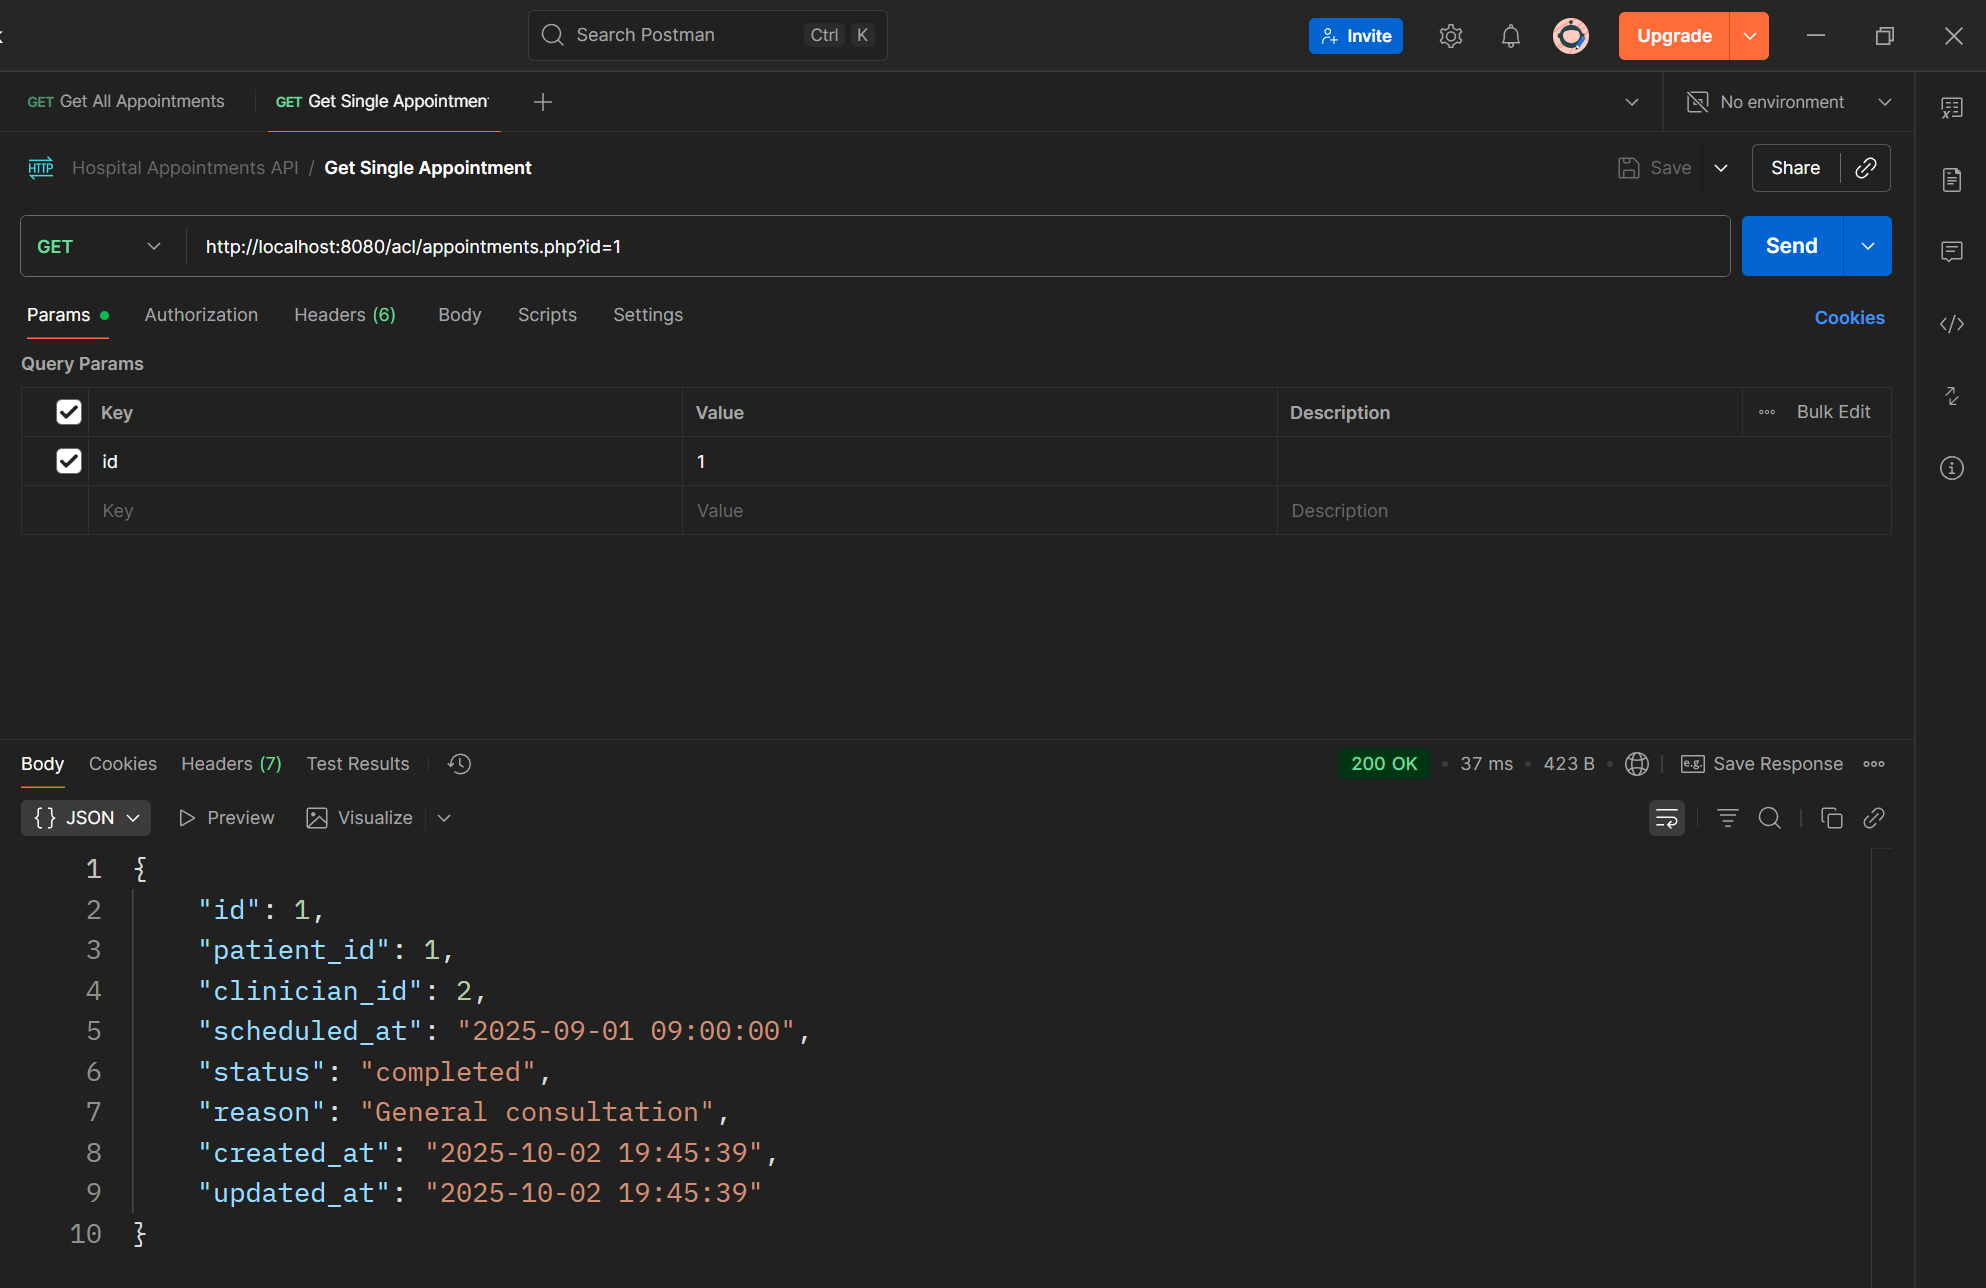 Search Postman Ctrl K Invite Upgrade
GET Get All Appointments GET Get Single Appointmen No environment
HTTP Hospital Appointments API / Get Single Appointment Save Share
GET http://localhost:8080/acl/appointments.php?id=1 Send
Params Authorization Headers (6) Body Scripts Settings Cookies
Query Params
Key Value Description Bulk Edit
id 1
Key Value Description
Body Cookies Headers (7) Test Results 200 OK • 37 ms • 423 B • e.g. Save Response
{} JSON Preview Visualize
1 {
2 "id": 1,
3 "patient_id": 1,
4 "clinician_id": 2,
5 "scheduled_at": "2025-09-01 09:00:00",
6 "status": "completed",
7 "reason": "General consultation",
8 "created_at": "2025-10-02 19:45:39",
9 "updated_at": "2025-10-02 19:45:39"
10 }